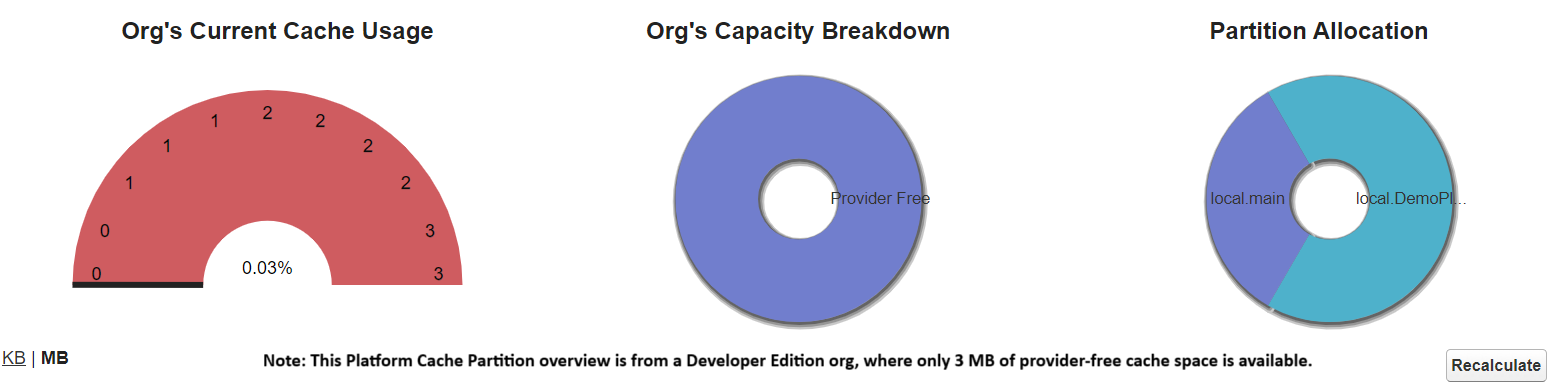 Org's Current Cache Usage
Org's Capacity Breakdown
Partition Allocation
0
0
1
1
1
2
2
2
2
3
3
0.03%
Provider Free
local.main
local.DemoPl...
KB | MB
Note: This Platform Cache Partition overview is from a Developer Edition org, where only 3 MB of provider-free cache space is available.
Recalculate